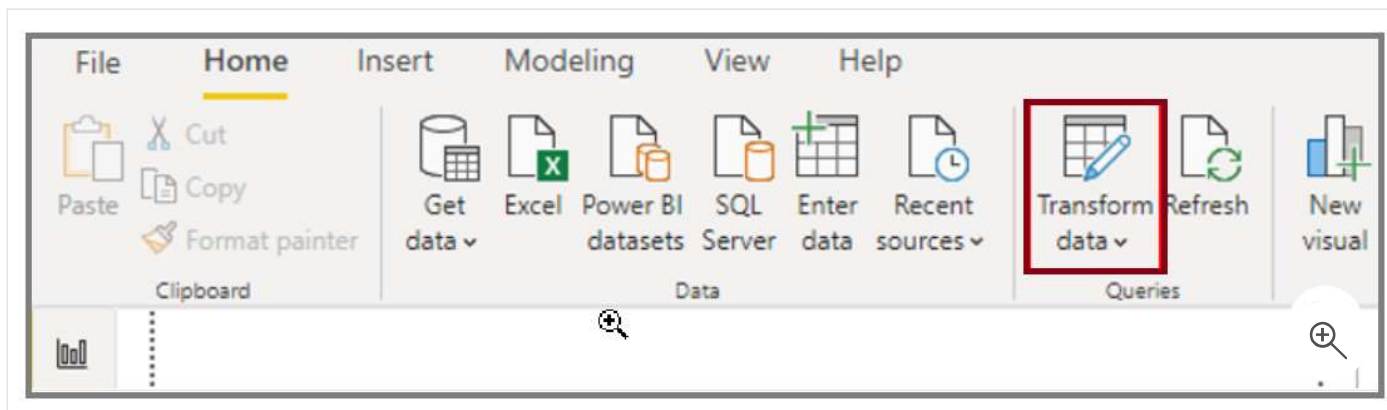 File Home Insert Modeling View Help
Paste
Cut
Copy
Format painter
Clipboard
Get
data
Excel
Power BI
datasets
SQL
Server
Enter
data
Recent
sources
Data
Transform
data
Refresh
Queries
New
visual